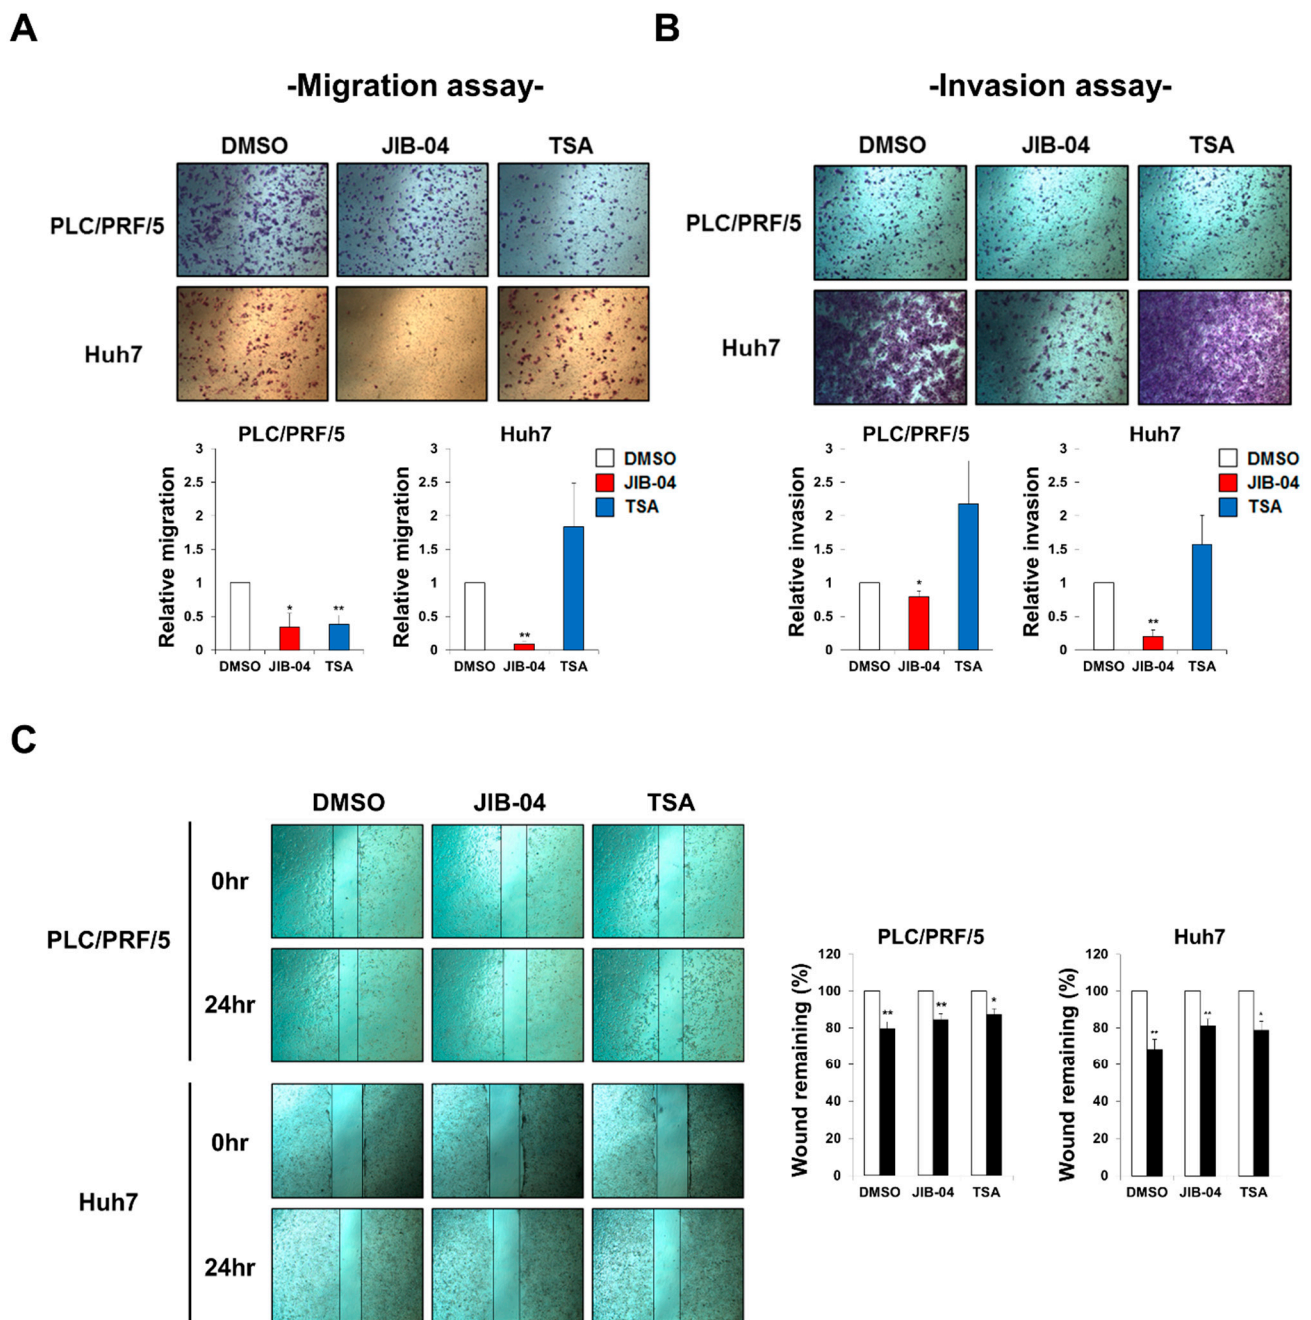 A
-Migration assay-
DMSO JIB-04 TSA
PLC/PRF/5
Huh7
PLC/PRF/5
Relative migration
3
2.5
2
1.5
1
0.5
0
* **
DMSO JIB-04 TSA
Huh7
Relative migration
3
2.5
2
1.5
1
0.5
0
**
DMSO JIB-04 TSA
DMSO
JIB-04
TSA
B
-Invasion assay-
DMSO JIB-04 TSA
PLC/PRF/5
Huh7
PLC/PRF/5
Relative invasion
3
2.5
2
1.5
1
0.5
0
*
DMSO JIB-04 TSA
Huh7
Relative invasion
3
2.5
2
1.5
1
0.5
0
**
DMSO JIB-04 TSA
DMSO
JIB-04
TSA
C
DMSO JIB-04 TSA
PLC/PRF/5
0hr
24hr
Huh7
0hr
24hr
PLC/PRF/5
Wound remaining (%)
120
100
80
60
40
20
0
** ** *
DMSO JIB-04 TSA
Huh7
Wound remaining (%)
120
100
80
60
40
20
0
** ** *
DMSO JIB-04 TSA